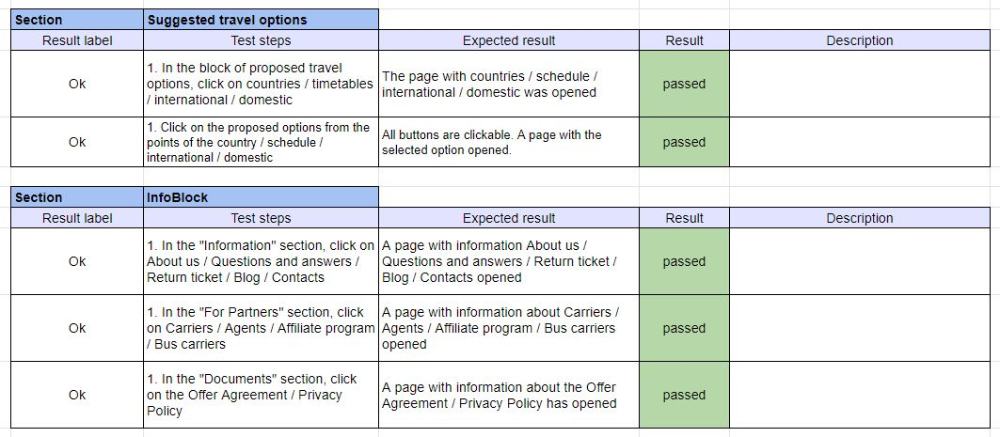 Section Suggested travel options
Result label Test steps Expected result Result Description
Ok
1. In the block of proposed travel
options, click on countries / timetables
/ international / domestic
The page with countries / schedule /
international / domestic was opened
passed
Ok
1. Click on the proposed options from the
points of the country / schedule /
international / domestic
All buttons are clickable. A page with the
selected option opened.
passed
Section InfoBlock
Result label Test steps Expected result Result Description
Ok
1. In the "Information" section, click on
About us / Questions and answers /
Return ticket / Blog / Contacts
A page with information About us /
Questions and answers / Return ticket /
Blog / Contacts opened
passed
Ok
1. In the "For Partners" section, click
on Carriers / Agents / Affiliate program
/ Bus carriers
A page with information about Carriers /
Agents / Affiliate program / Bus carriers
opened
passed
Ok
1. In the "Documents" section, click
on the Offer Agreement / Privacy
Policy
A page with information about the Offer
Agreement / Privacy Policy has opened
passed